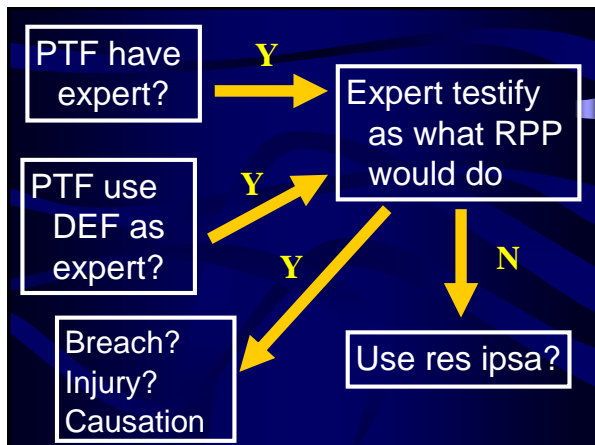 PTF have
expert?
Y
Expert testify
as what RPP
would do
PTF use
DEF as
expert?
Y
Y
N
Breach?
Injury?
Causation
Use res ipsa?